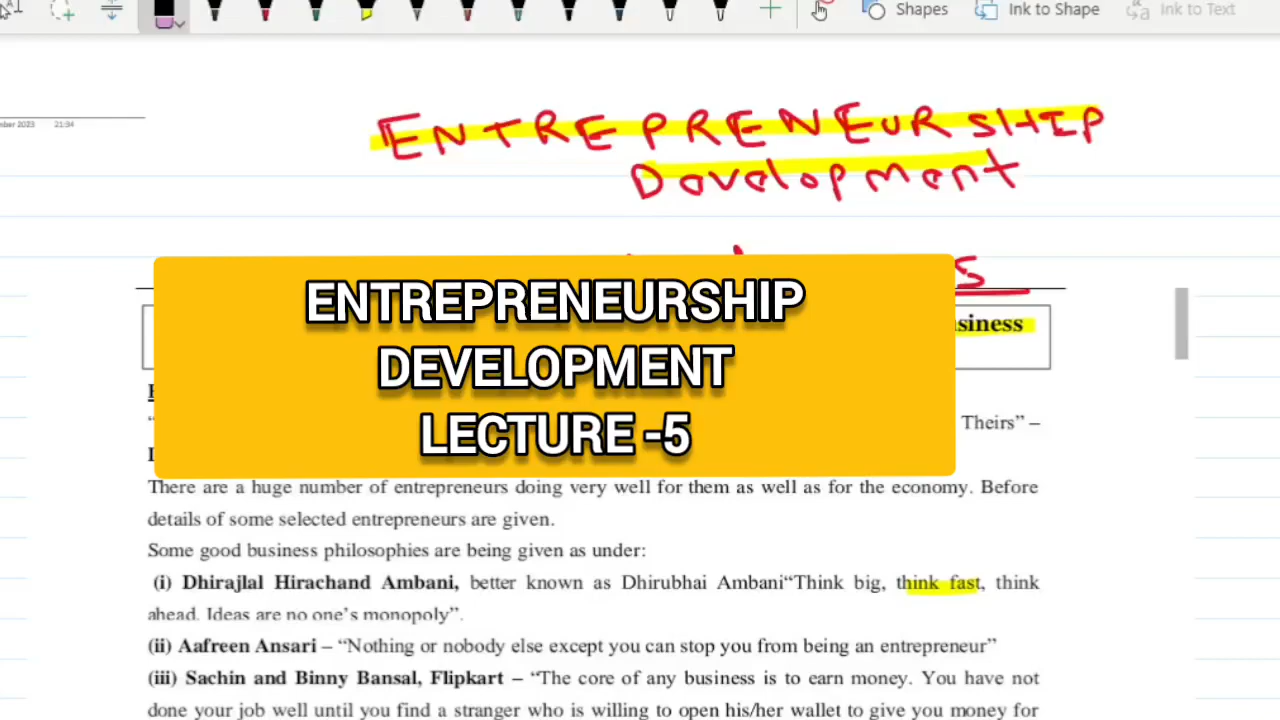 Shapes
Ink to Shape
Ink to Text
2023 21:34
ENTREPRENEURSHIP
Development
ENTREPRENEURSHIP
DEVELOPMENT
LECTURE -5
siness
Theirs” –
There are a huge number of entrepreneurs doing very well for them as well as for the economy. Before
details of some selected entrepreneurs are given.
Some good business philosophies are being given as under:
(i) Dhirajlal Hirachand Ambani, better known as Dhirubhai Ambani“Think big, think fast, think
ahead. Ideas are no one’s monopoly”.
(ii) Aafreen Ansari – “Nothing or nobody else except you can stop you from being an entrepreneur”
(iii) Sachin and Binny Bansal, Flipkart – “The core of any business is to earn money. You have not
done your job well until you find a stranger who is willing to open his/her wallet to give you money for